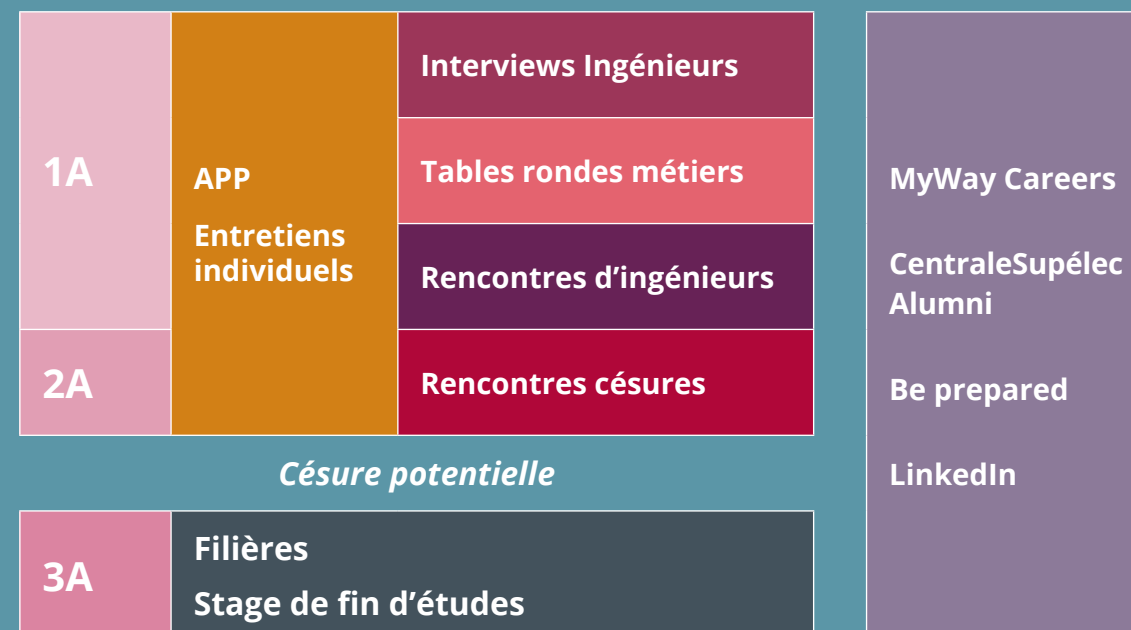 1A
APP
Entretiens
individuels
Interviews Ingénieurs
Tables rondes métiers
Rencontres d’ingénieurs
2A
Rencontres césures
Césure potentielle
3A
Filières
Stage de fin d’études
MyWay Careers
CentraleSupélec
Alumni
Be prepared
LinkedIn